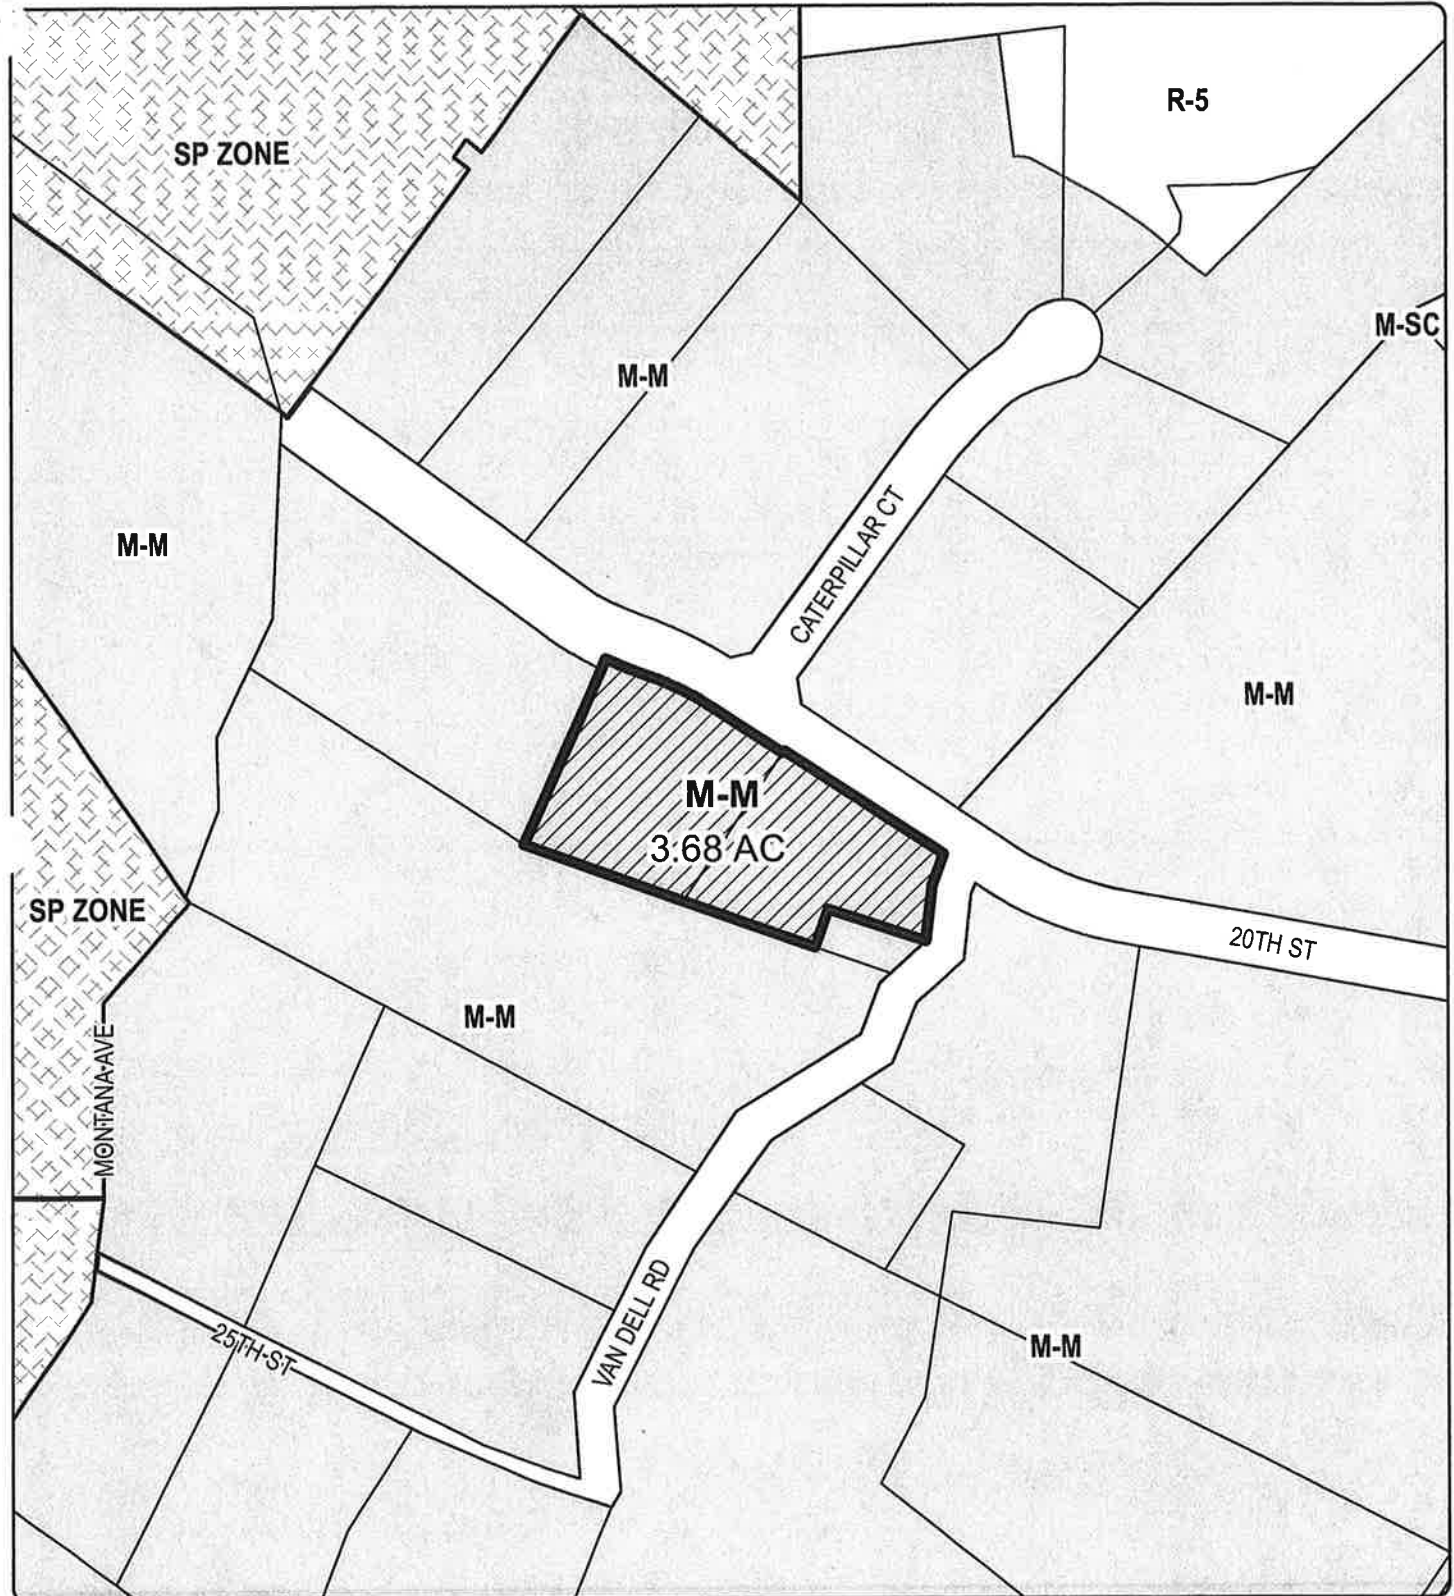 R-5
SP ZONE
M-SC
M-M
M-M
CATERPILLAR CT
M-M
M-M
3.68 AC
SP ZONE
20TH ST
M-M
MONTANA AVE
VAN DELL RD
25TH ST
M-M